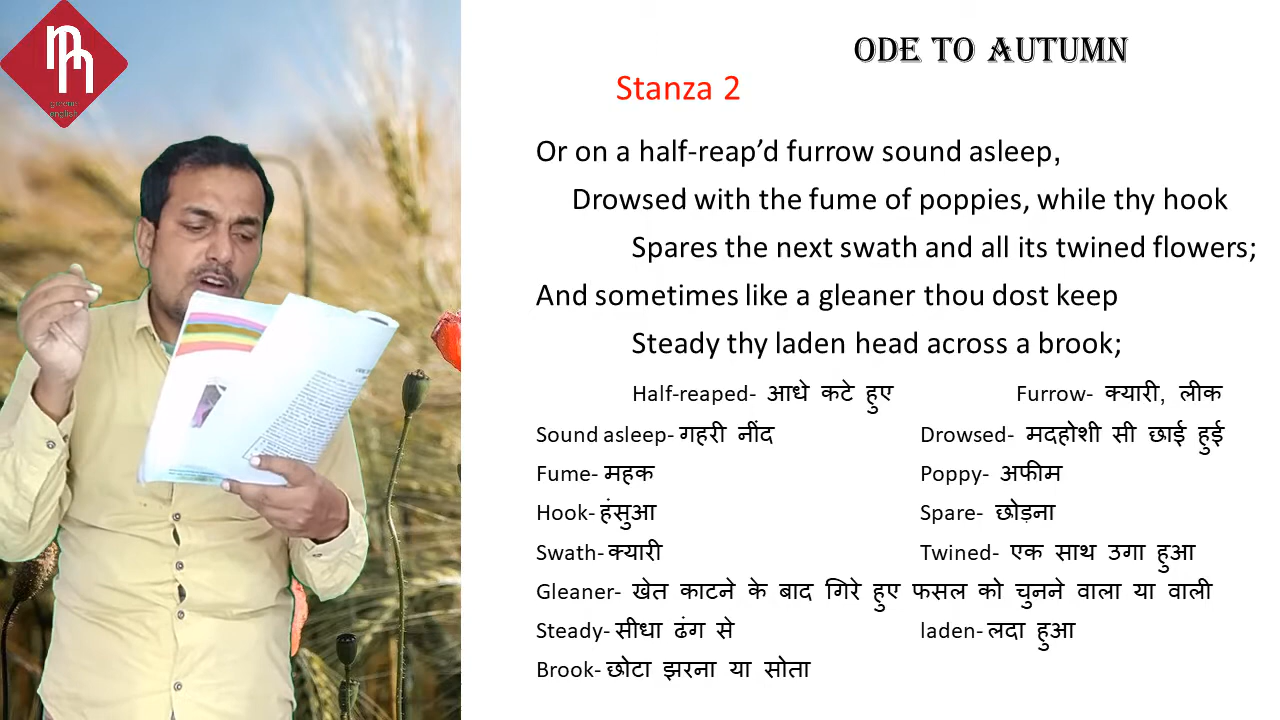 greene
english
ODE TO AUTUMN
Stanza 2
Or on a half-reap’d furrow sound asleep,
Drowsed with the fume of poppies, while thy hook
Spares the next swath and all its twined flowers;
And sometimes like a gleaner thou dost keep
Steady thy laden head across a brook;
Half-reaped- आधे कटे हुए Furrow- क्यारी, लीक
Sound asleep- गहरी नींद Drowsed- मदहोशी सी छाई हुई
Fume- महक Poppy- अफीम
Hook- हंसुआ Spare- छोड़ना
Swath- क्यारी Twined- एक साथ उगा हुआ
Gleaner- खेत काटने के बाद गिरे हुए फसल को चुनने वाला या वाली
Steady- सीधा ढंग से laden- लदा हुआ
Brook- छोटा झरना या सोता